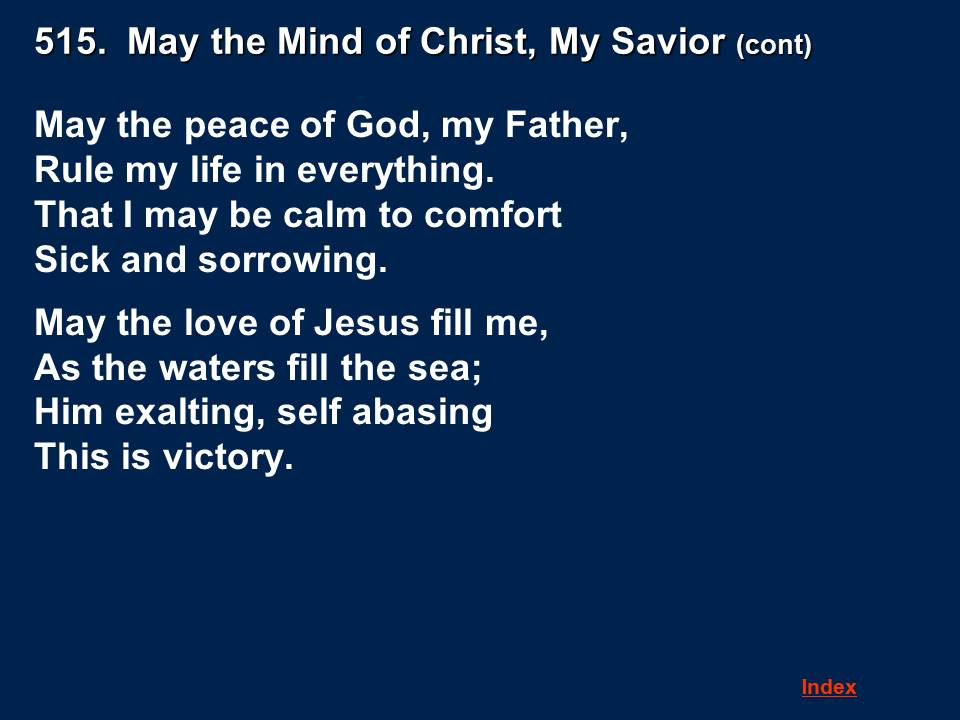 515.  May the Mind of Christ, My Savior (cont)
May the peace of God, my Father,
Rule my life in everything.
That I may be calm to comfort
Sick and sorrowing.
May the love of Jesus fill me,
As the waters fill the sea;
Him exalting, self abasing
This is victory.
Index